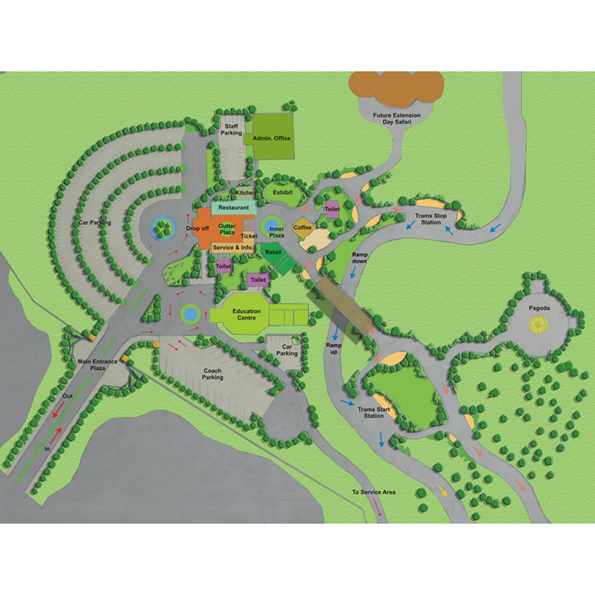 Future Extension
Day Safari
Staff
Parking
Admin. Office
Kitche
Exhibit
Restaurant
Toilet
Car Parking
Drop off
Outter
Plaza
Ticket
Inner
Plaza
Coffee
Trams Stop
Station
Service & Info.
Retail
Ramp
down
Toilet
Toilet
Education
Centre
Pagoda
Ramp
up
Car
Parking
Main Entrance
Plaza
Coach
Parking
Out
In
Trams Start
Station
To Service Area